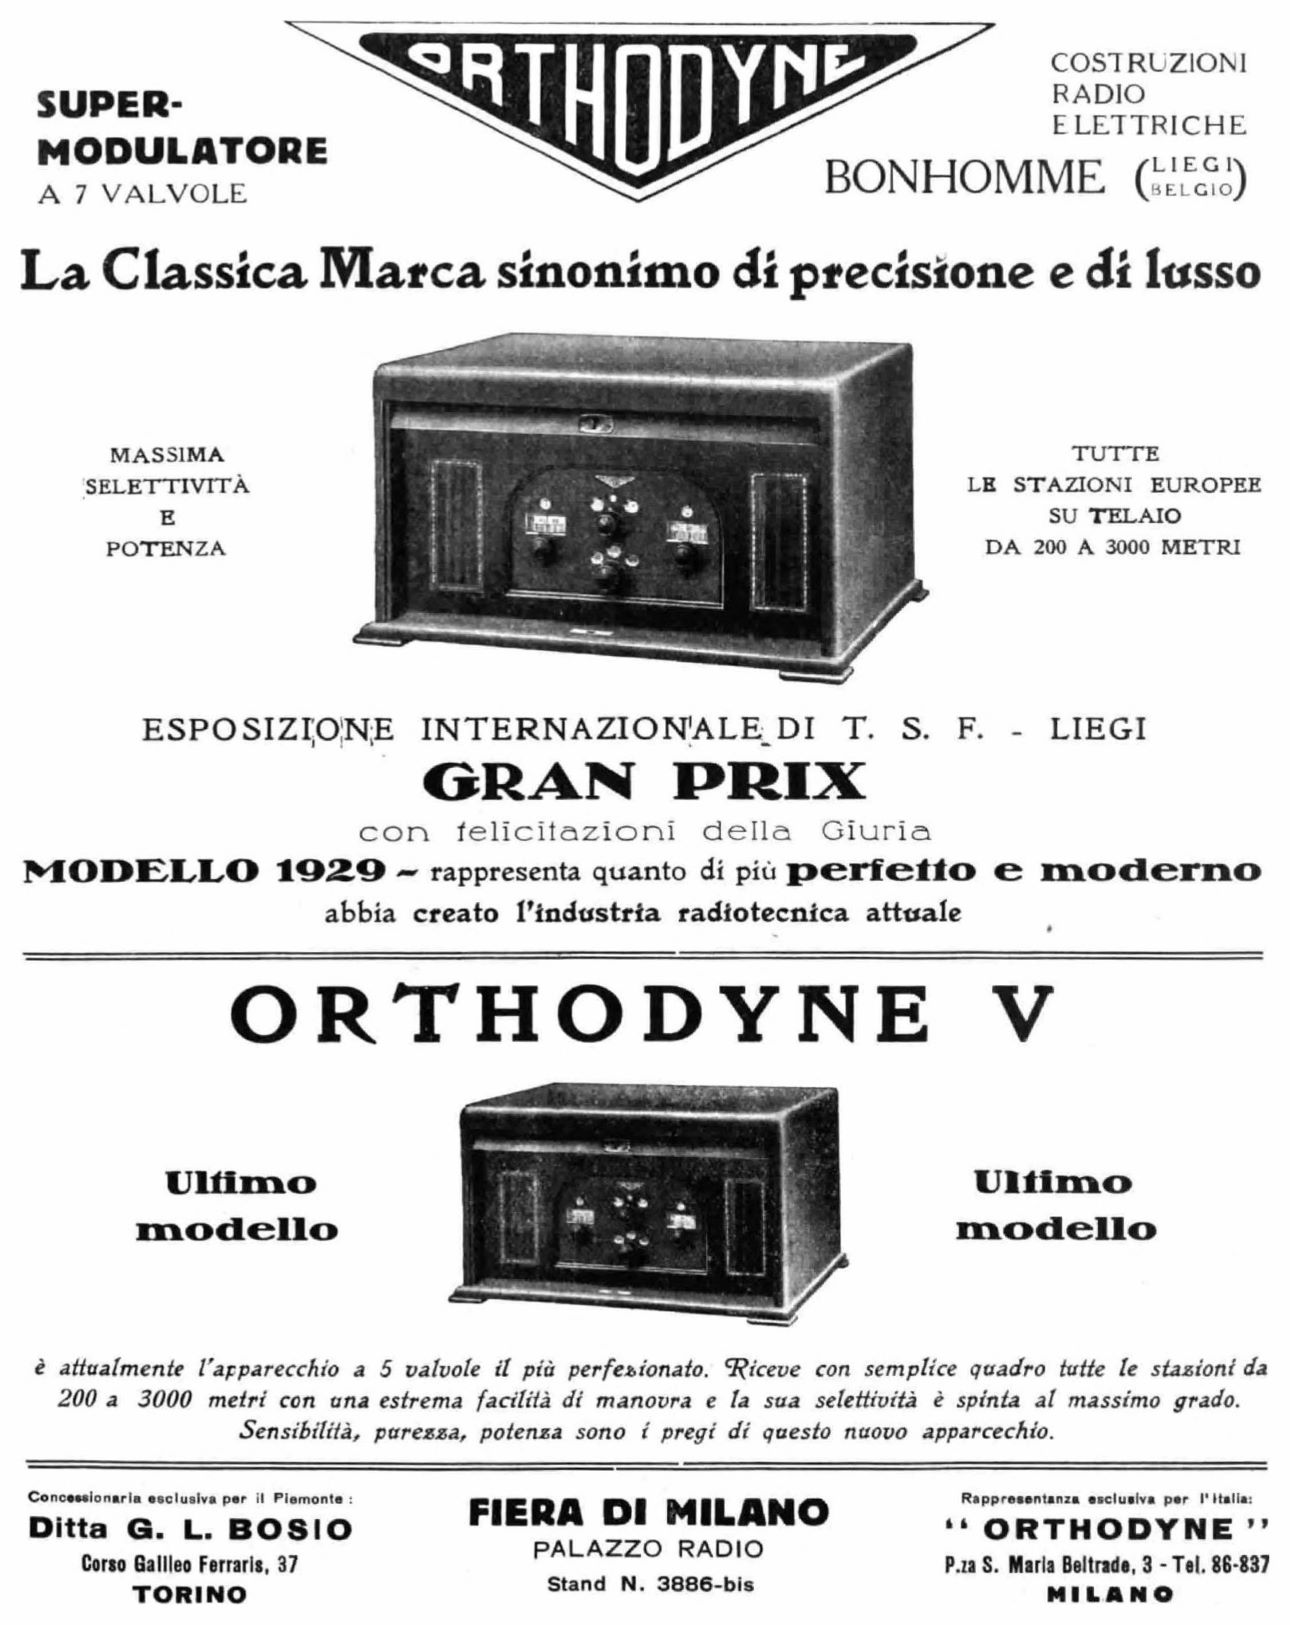 ORTHODYNE
SUPER-
MODULATORE
A 7 VALVOLE
COSTRUZIONI
RADIO
ELETTRICHE
BONHOMME (LIEGI BELGIO)
La Classica Marca sinonimo di precisione e di lusso
MASSIMA
SELETTIVITÀ
E
POTENZA
TUTTE
LE STAZIONI EUROPEE
SU TELAIO
DA 200 A 3000 METRI
ESPOSIZIONE INTERNAZIONALE DI T. S. F. - LIEGI
GRAN PRIX
con felicitazioni della Giuria
MODELLO 1929 ~ rappresenta quanto di più perfetto e moderno
abbia creato l'industria radiotecnica attuale
ORTHODYNE V
Ultimo
modello
Ultimo
modello
è attualmente l'apparecchio a 5 valvole il più perfezionato. Riceve con semplice quadro tutte le stazioni da
200 a 3000 metri con una estrema facilità di manovra e la sua selettività è spinta al massimo grado.
Sensibilità, purezza, potenza sono i pregi di questo nuovo apparcechio.
Concessionaria esclusiva per il Piemonte :
Ditta G. L. BOSIO
Corso Galileo Ferraris, 37
TORINO
FIERA DI MILANO
PALAZZO RADIO
Stand N. 3886-bis
Rappresentanza esclusiva per l'Italia:
“ ORTHODYNE ”
P.za S. Maria Beltrade, 3 - Tel. 86-837
MILANO